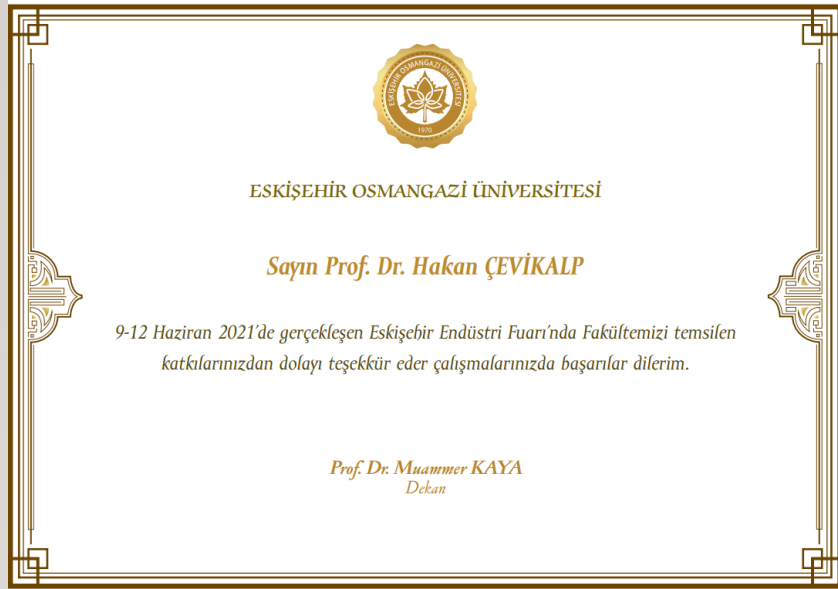 ESKİŞEHİR OSMANGAZİ ÜNİVERSİTESİ
1970
ESKİŞEHİR OSMANGAZİ ÜNİVERSİTESİ
Sayın Prof. Dr. Hakan ÇEVİKALP
9-12 Haziran 2021'de gerçekleşen Eskişehir Endüstri Fuarı'nda Fakültemizi temsilen
katkılarınızdan dolayı teşekkür eder çalışmalarınızda başarılar dilerim.
Prof. Dr. Muammer KAYA
Dekan